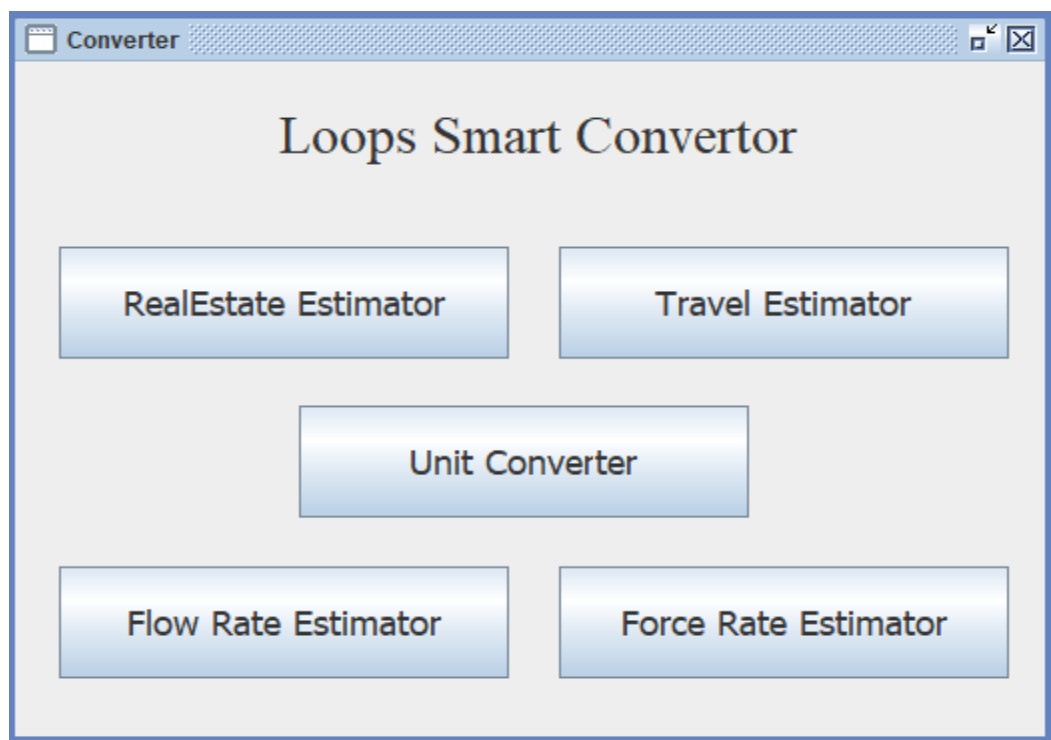 Converter
Loops Smart Convertor
RealEstate Estimator
Travel Estimator
Unit Converter
Flow Rate Estimator
Force Rate Estimator